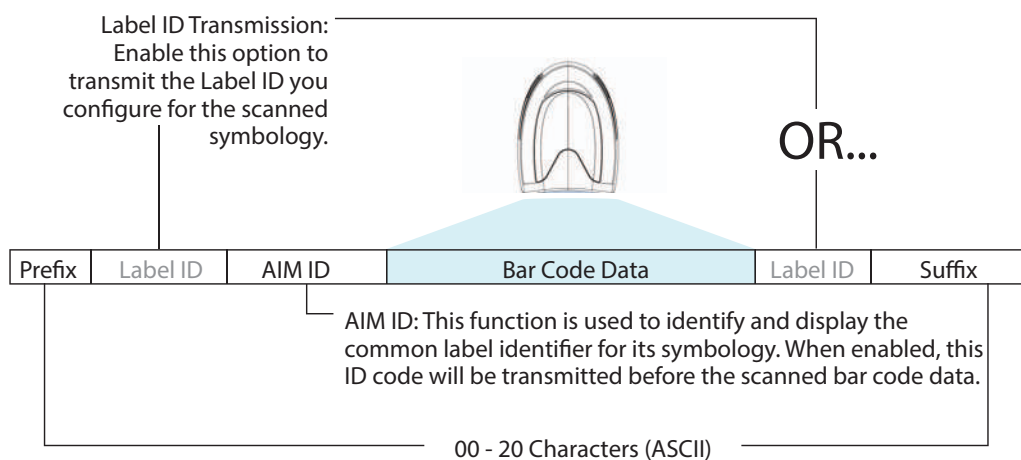 Label ID Transmission:
Enable this option to
transmit the Label ID you
configure for the scanned
symbology.
OR...
Prefix Label ID AIM ID Bar Code Data Label ID Suffix
AIM ID: This function is used to identify and display the
common label identifier for its symbology. When enabled, this
ID code will be transmitted before the scanned bar code data.
00 - 20 Characters (ASCII)